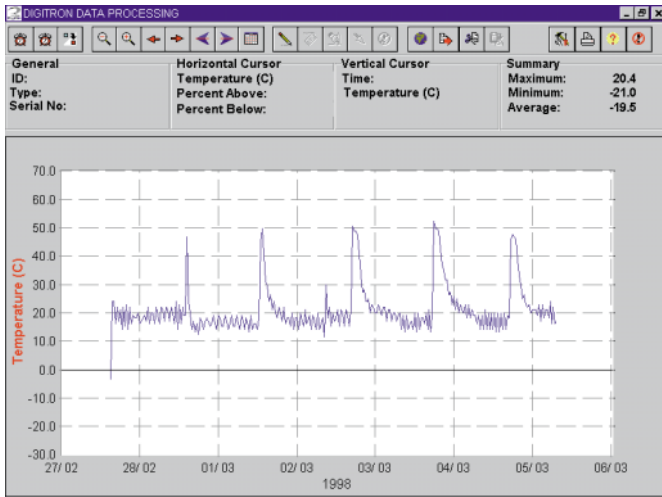 DIGITRON DATA PROCESSING
General
ID:
Type:
Serial No:
Horizontal Cursor
Temperature (C)
Percent Above:
Percent Below:
Vertical Cursor
Time:
Temperature (C)
Summary
Maximum: 20.4
Minimum: -21.0
Average: -19.5
Temperature (C)
70.0
60.0
50.0
40.0
30.0
20.0
10.0
0.0
-10.0
-20.0
-30.0
27/ 02 28/ 02 01/ 03 02/ 03 03/ 03 04/ 03 05/ 03 06/ 03
1998